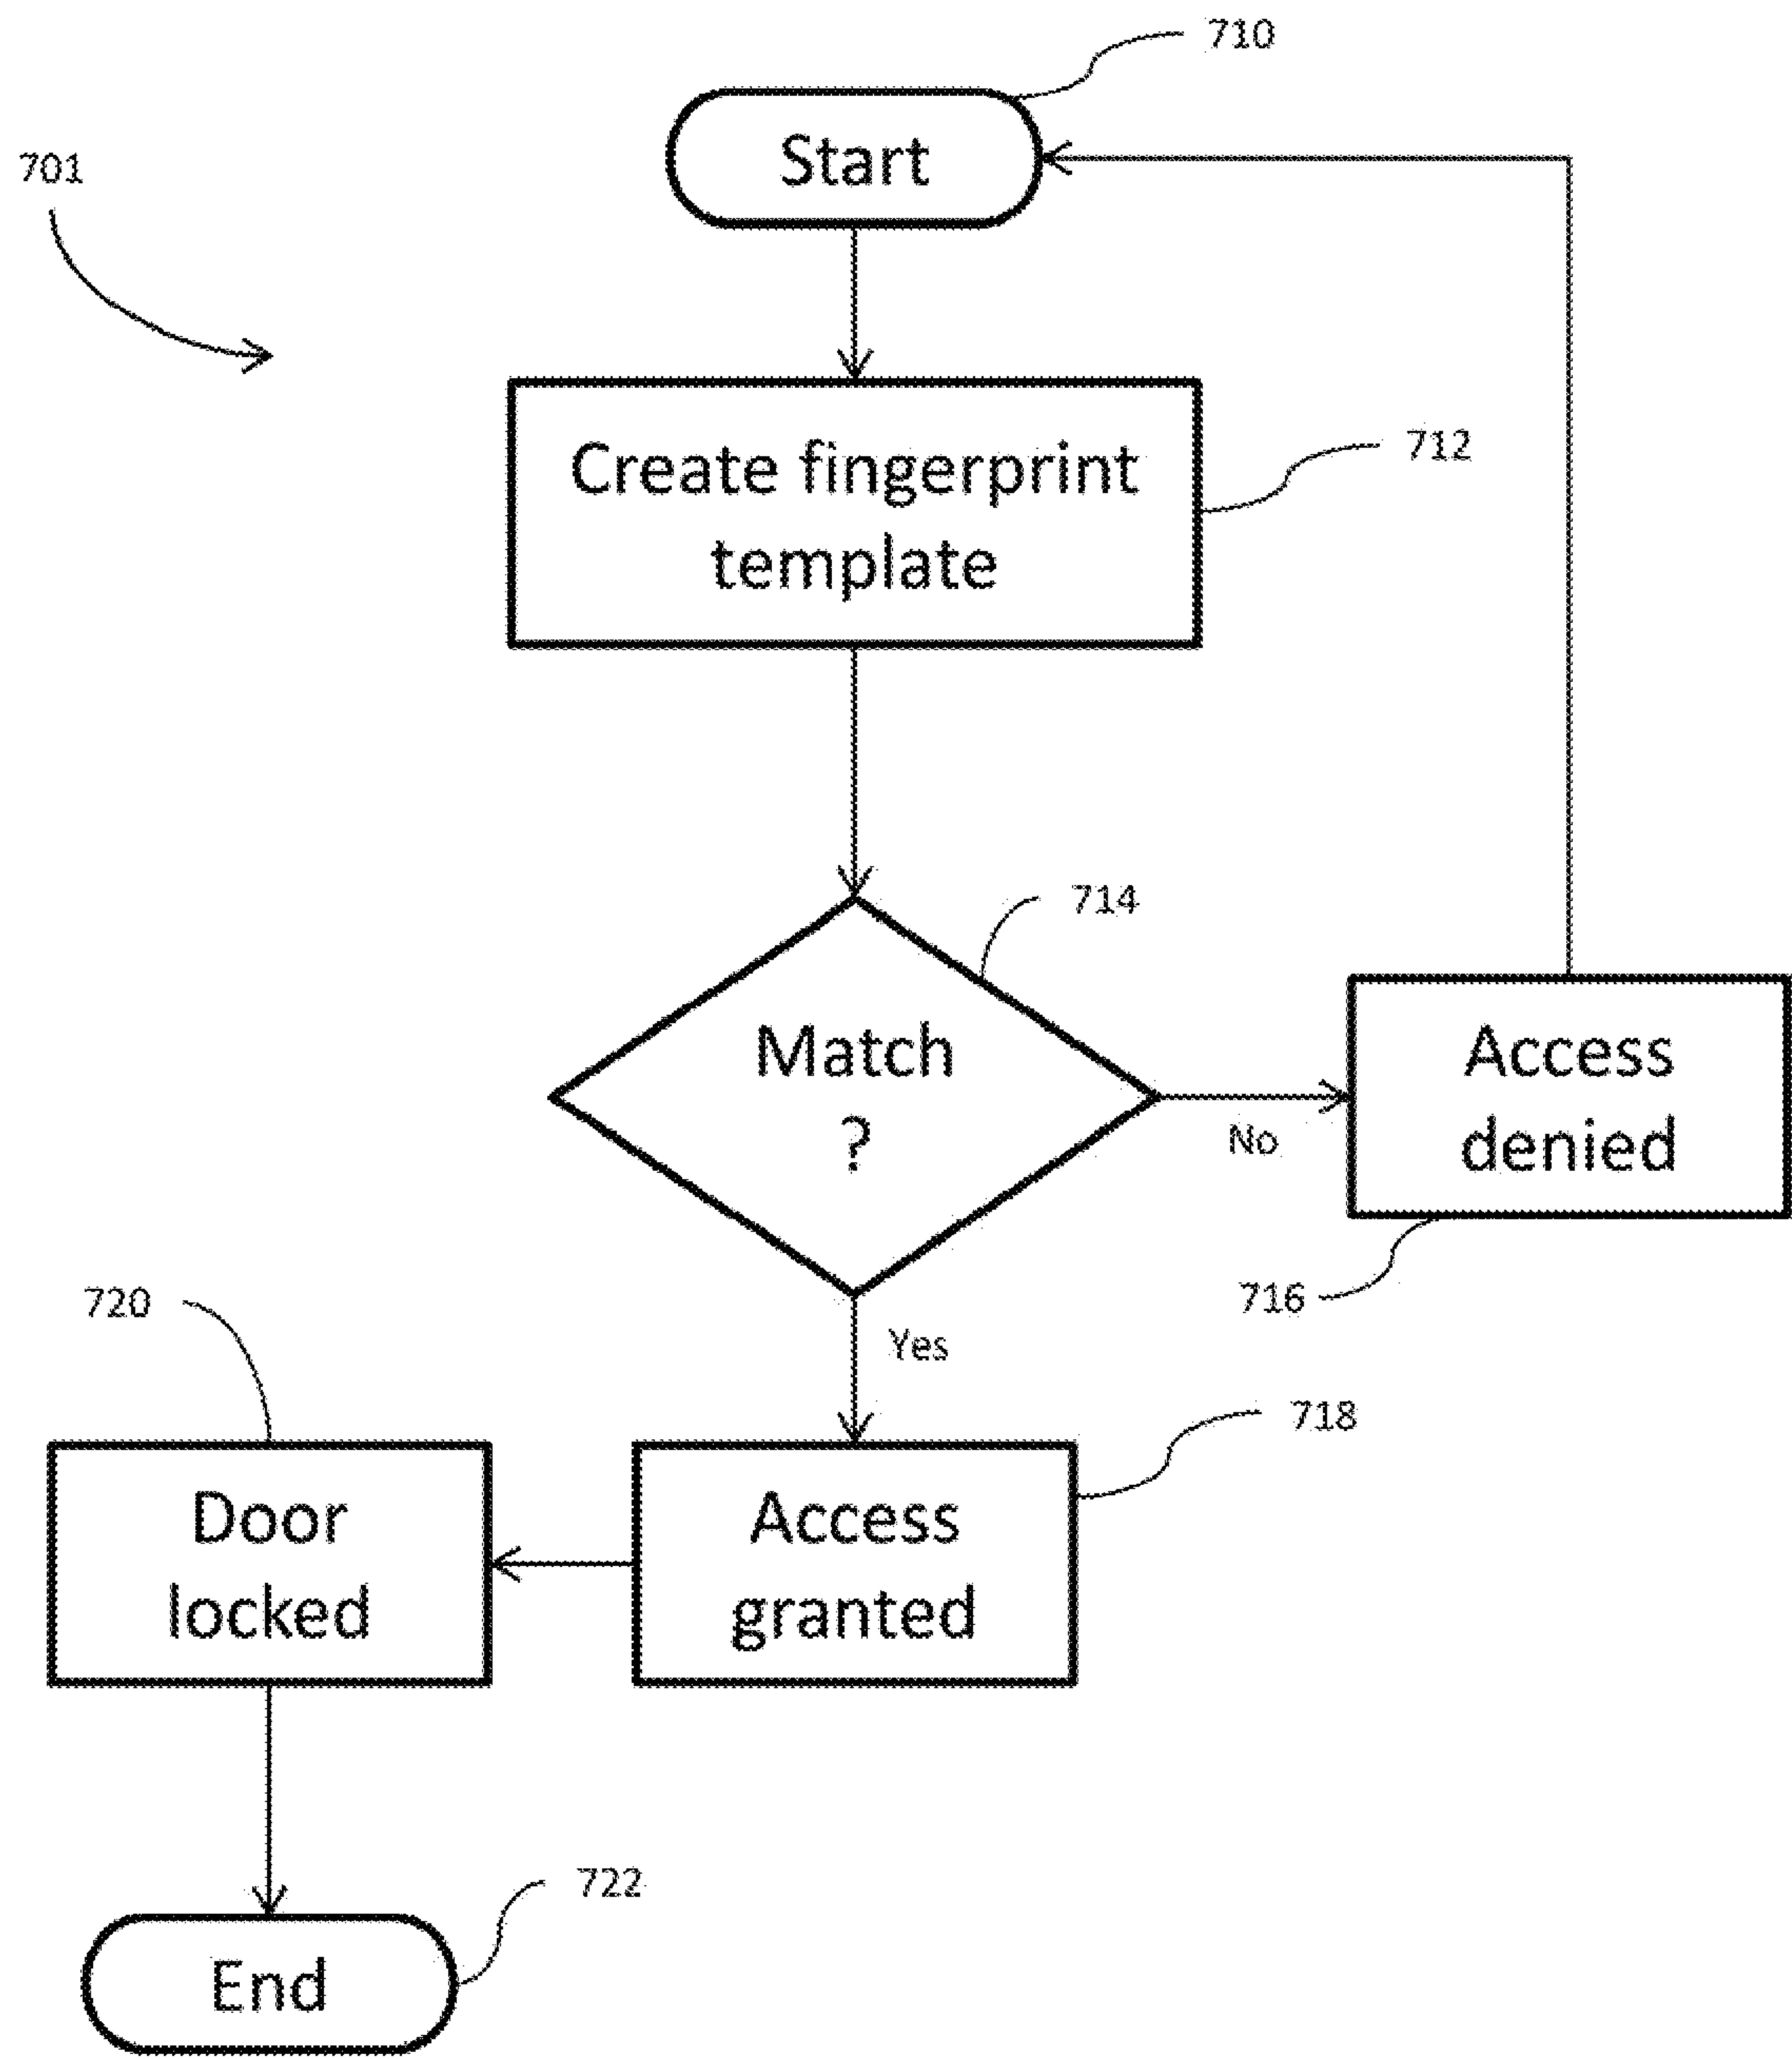 710
Start
701
Create fingerprint
template
712
714
Match
?
No
Access
denied
716
Yes
720
718
Door
locked
Access
granted
722
End